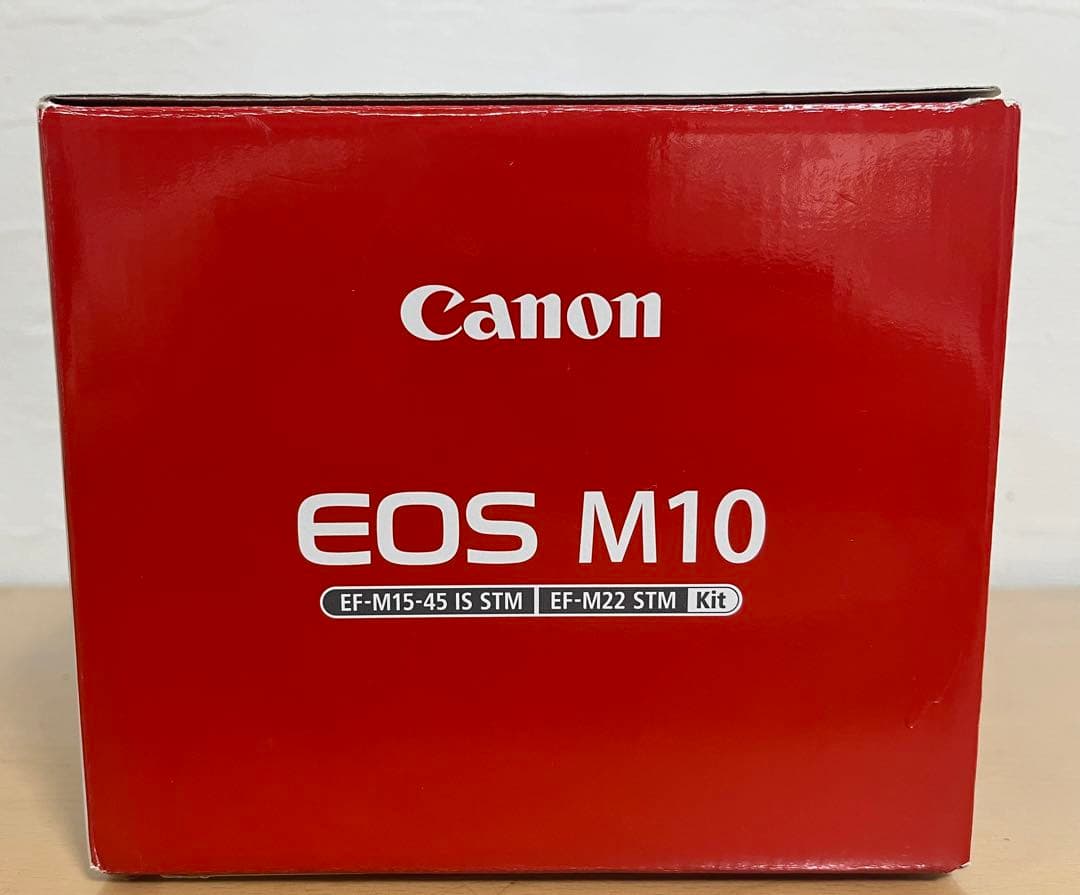 Canon
EOS M10
EF-M15-45 IS STM EF-M22 STM Kit